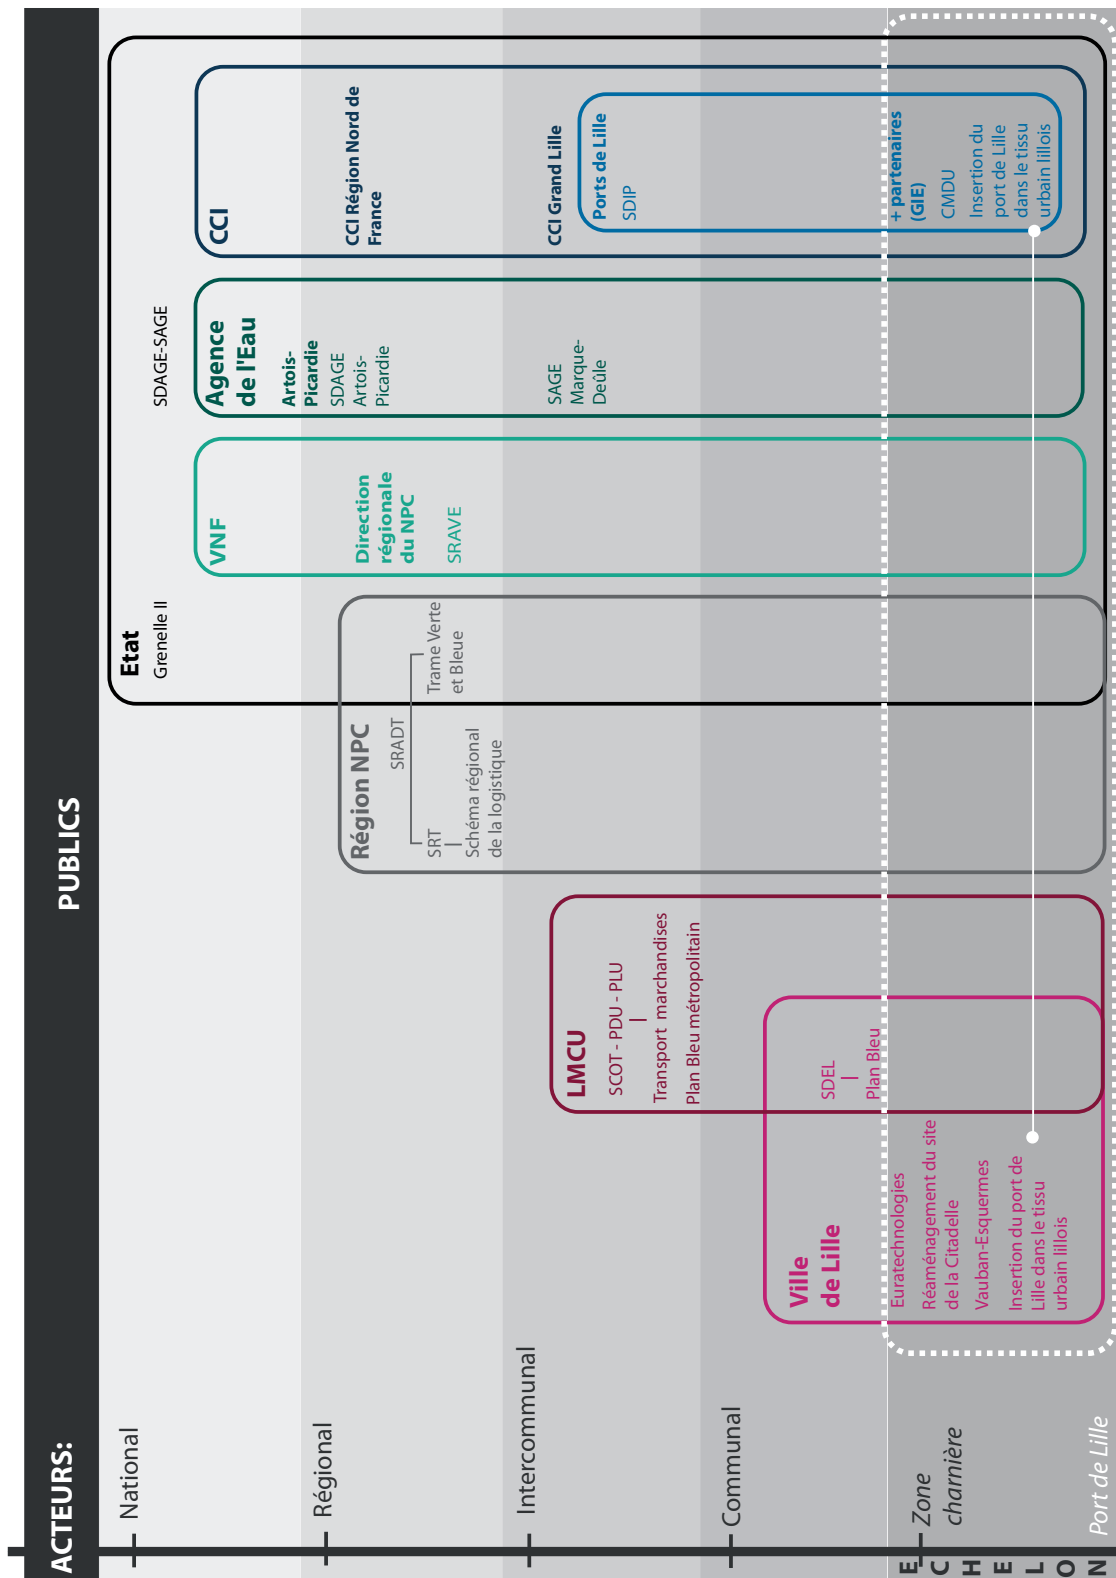 ACTEURS:
PUBLICS
National
Régional
Intercommunal
Communal
Zone
charnière
Port de Lille
ECHELON
Ville
de Lille
SDEL
Plan Bleu
Euratechnologies
Réaménagement du site
de la Citadelle
Vauban-Esquermes
Insertion du port de
Lille dans le tissu
urbain lillois
LMCU
SCOT - PDU - PLU
Transport marchandises
Plan Bleu métropolitain
Région NPC
SRADT
SRT
Schéma régional
de la logistique
Trame Verte
et Bleue
Etat
Grenelle II
SDAGE-SAGE
VNF
Direction
régionale
du NPC
SRAVE
Agence
de l'Eau
Artois-
Picardie
SDAGE
Artois-
Picardie
SAGE
Marque-
Deûle
CCI
CCI Région Nord de
France
CCI Grand Lille
Ports de Lille
SDIP
+ partenaires
(GIE)
CMDU
Insertion du
port de Lille
dans le tissu
urbain lillois